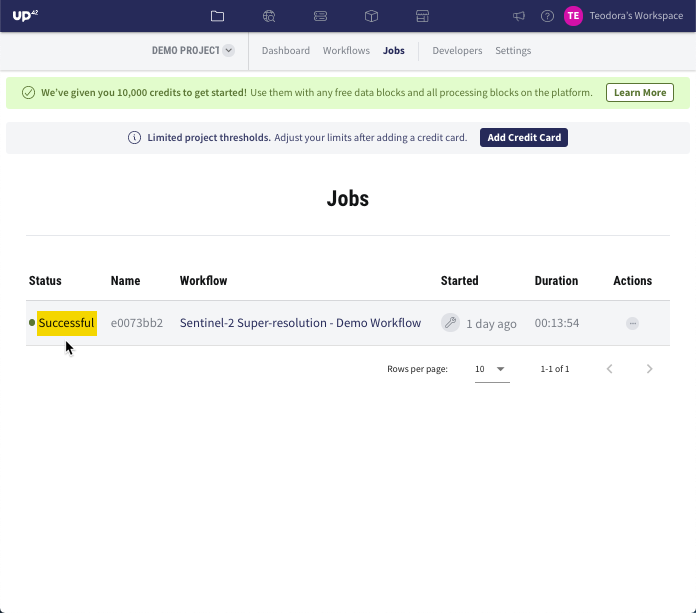 up42
TE Teodora's Workspace
DEMO PROJECT Dashboard Workflows Jobs Developers Settings
We've given you 10,000 credits to get started! Use them with any free data blocks and all processing blocks on the platform. Learn More
Limited project thresholds. Adjust your limits after adding a credit card. Add Credit Card
Jobs
Status Name Workflow Started Duration Actions
Successful e0073bb2 Sentinel-2 Super-resolution - Demo Workflow 1 day ago 00:13:54
Rows per page: 10 1-1 of 1